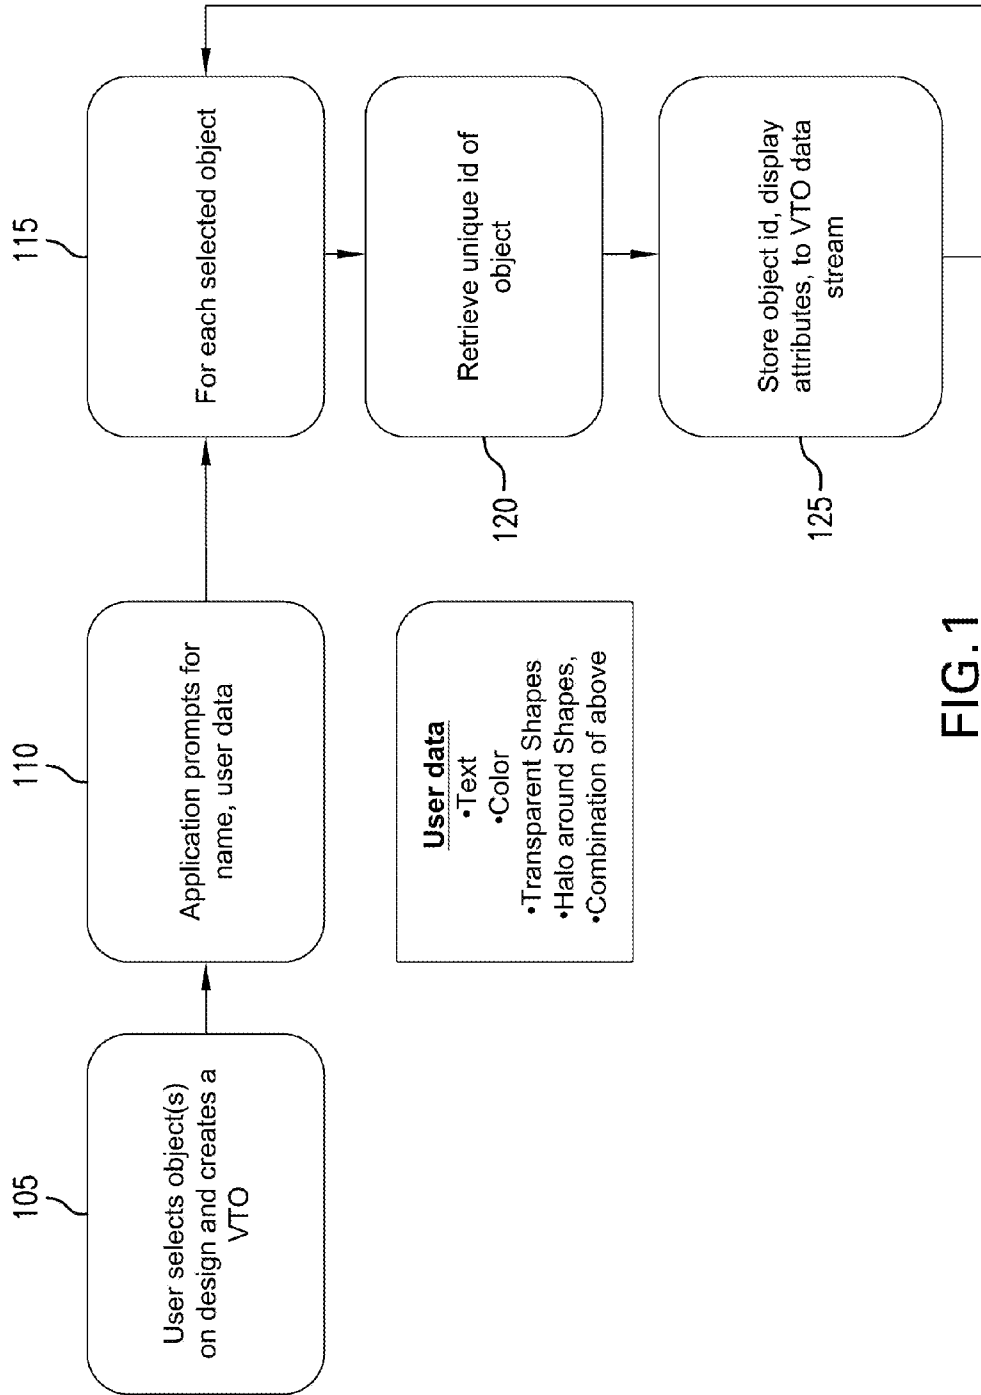 105
User selects object(s)
on design and creates a
VTO
110
Application prompts for
name, user data
User data
•Text
•Color
•Transparent Shapes
•Halo around Shapes,
•Combination of above
115
For each selected object
120
Retrieve unique id of
object
125
Store object id, display
attributes, to VTO data
stream
FIG.1